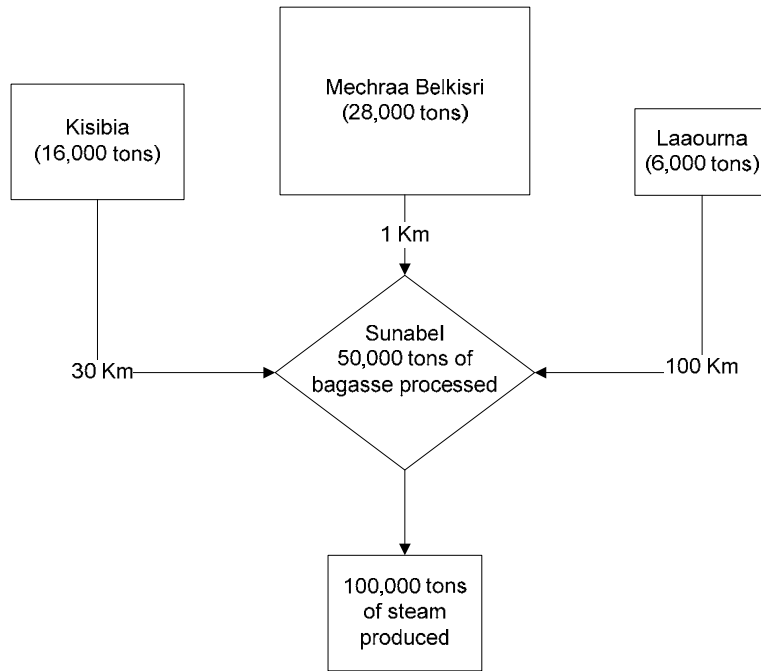 Mechraa Belkisri
(28,000 tons)
Kisibia
(16,000 tons)
Laaourna
(6,000 tons)
1 Km
Sunabel
50,000 tons of
bagasse processed
30 Km
100 Km
100,000 tons
of steam
produced